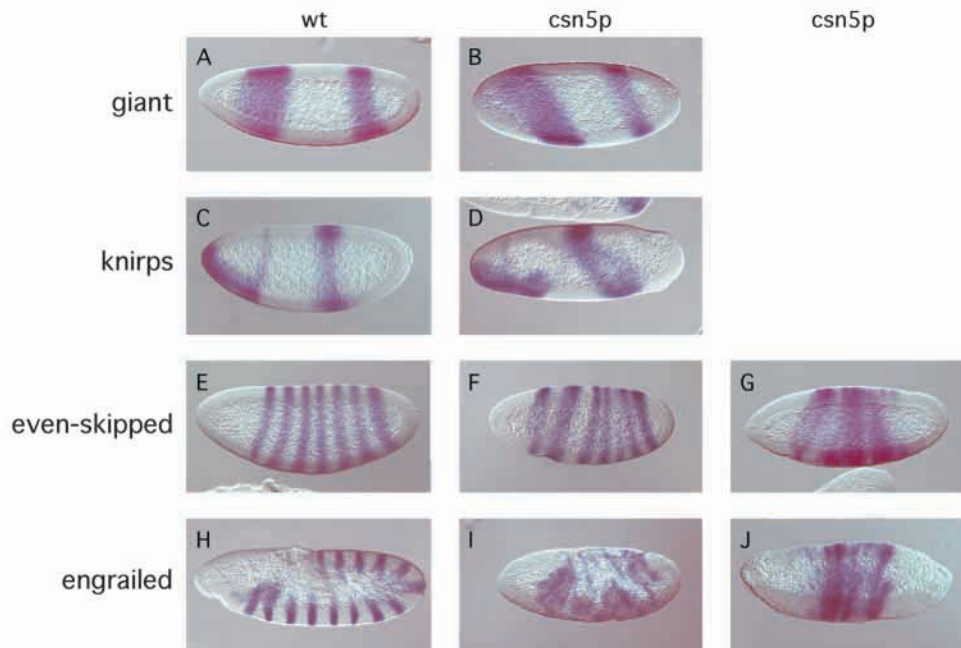 wt csn5p csn5p
A B
giant
C D
knirps
E F G
even-skipped
H I J
engrailed